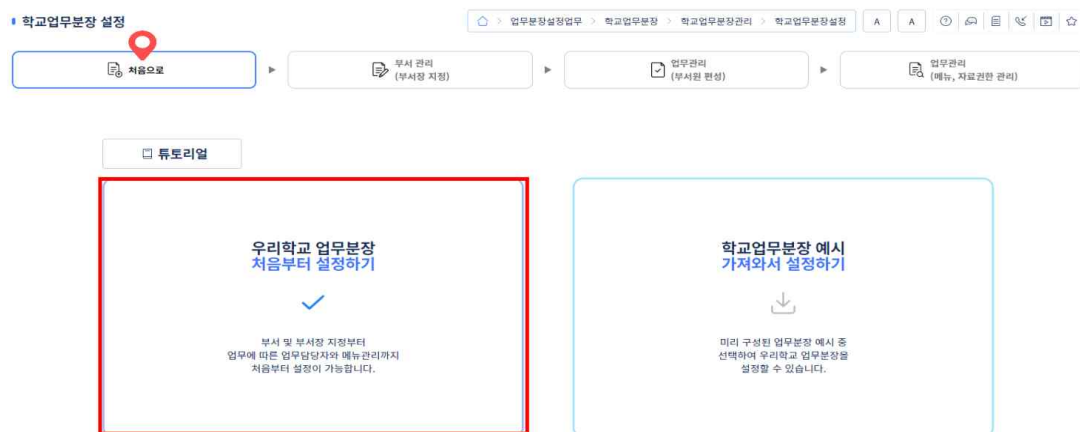 학교업무분장 설정
업무분장설정업무 > 학교업무분장 > 학교업무분장관리 > 학교업무분장설정
A
A
처음으로
부서 관리
(부서장 지정)
업무관리
(부서원 편성)
업무관리
(메뉴, 자료권한 관리)
튜토리얼
우리학교 업무분장
처음부터 설정하기
부서 및 부서장 지정부터
업무에 따른 업무담당자와 메뉴관리까지
처음부터 설정이 가능합니다.
학교업무분장 예시
가져와서 설정하기
미리 구성된 업무분장 예시 중
선택하여 우리학교 업무분장을
설정할 수 있습니다.